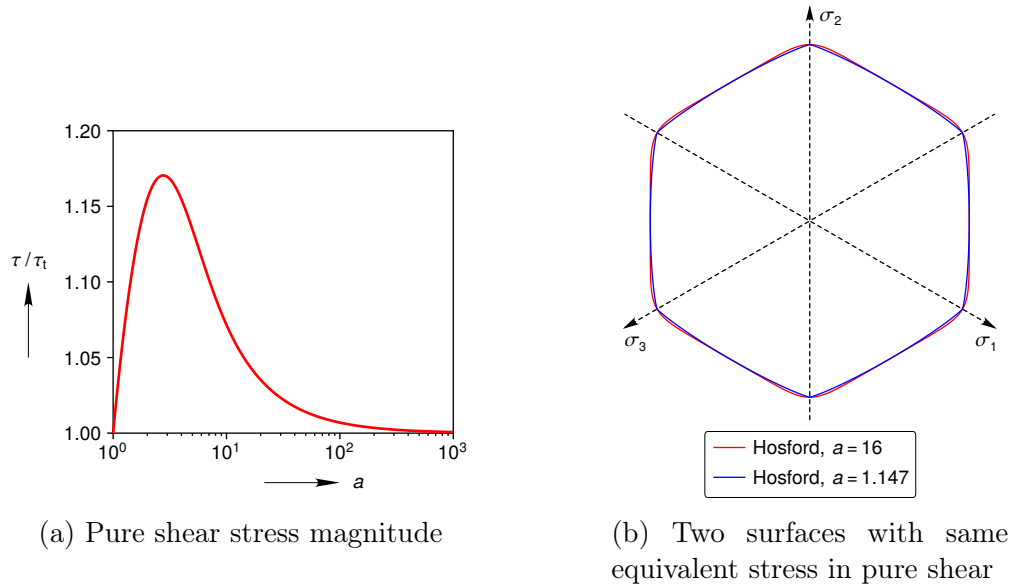 1.20
1.15
1.10
1.05
1.00
τ/τt
10⁰
10¹
10²
10³
a
(a) Pure shear stress magnitude
σ2
σ3
σ1
Hosford, a = 16
Hosford, a = 1.147
(b) Two surfaces with same
equivalent stress in pure shear